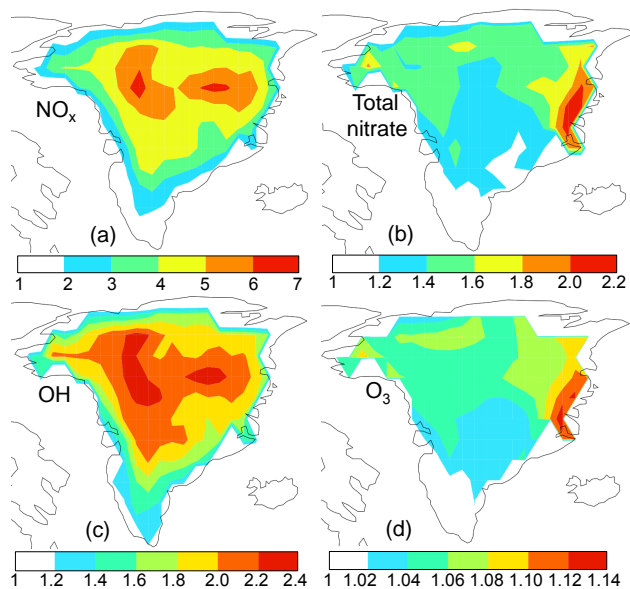 NOx
(a)
1 2 3 4 5 6 7
Total
nitrate
(b)
1 1.2 1.4 1.6 1.8 2.0 2.2
OH
(c)
1 1.2 1.4 1.6 1.8 2.0 2.2 2.4
O3
(d)
1 1.02 1.04 1.06 1.08 1.10 1.12 1.14